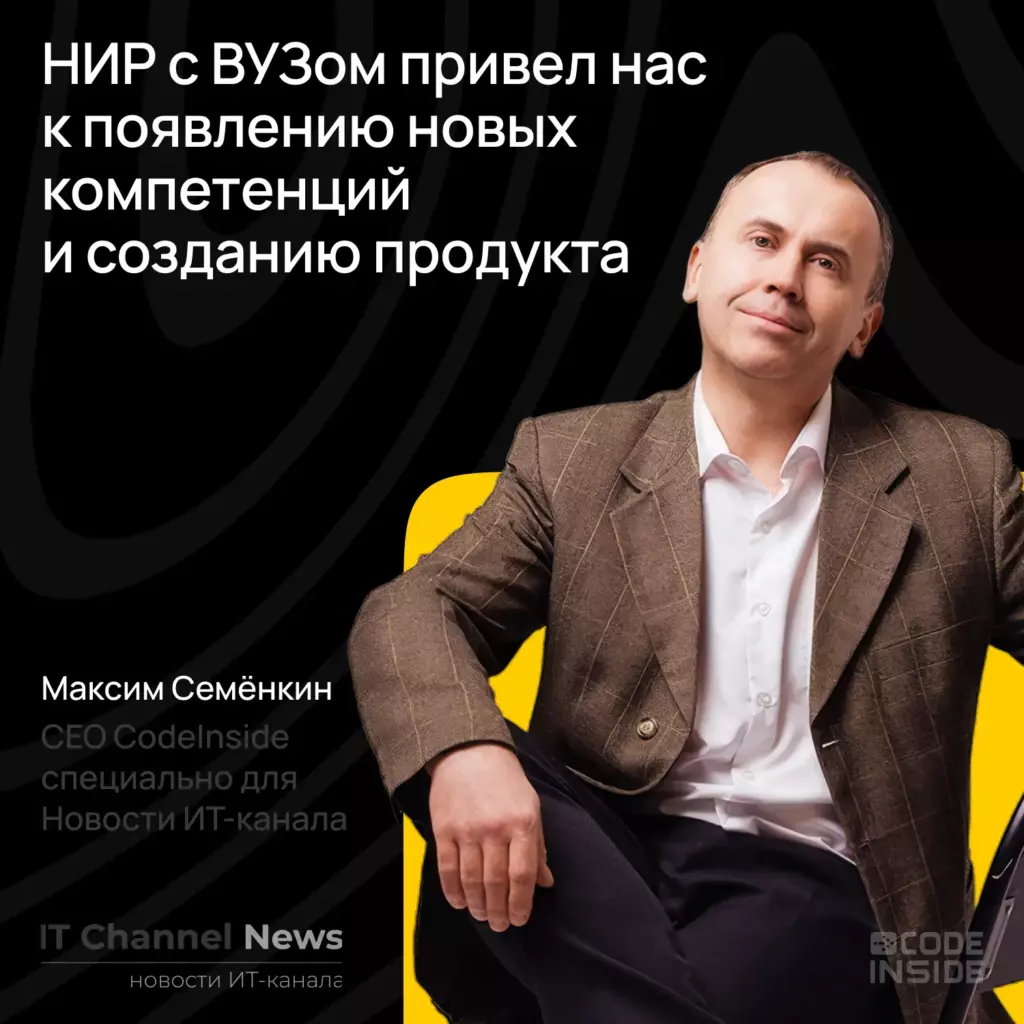 НИР с ВУЗом привел нас
к появлению новых
компетенций
и созданию продукта
Максим Семёнкин
CEO CodeInside
специально для
Новости ИТ-канала
IT Channel News
новости ИТ-канала
CODE
INSIDE